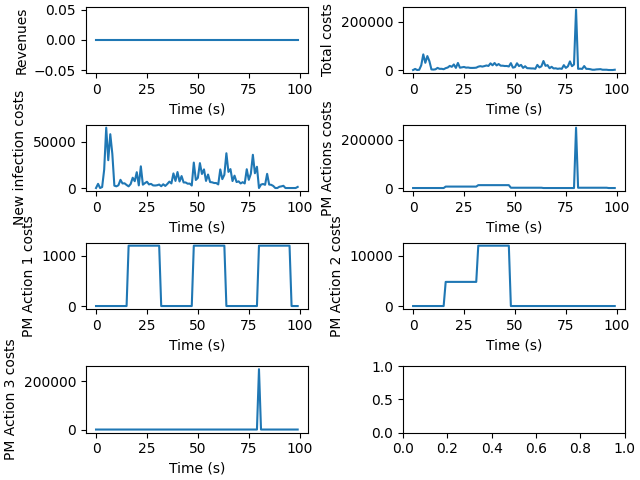 Revenues
0.05
0.00
−0.05
0 25 50 75 100
Time (s)
Total costs
200000
0
0 25 50 75 100
Time (s)
New infection costs
50000
0
0 25 50 75 100
Time (s)
PM Actions costs
200000
0
0 25 50 75 100
Time (s)
PM Action 1 costs
1000
0
0 25 50 75 100
Time (s)
PM Action 2 costs
10000
0
0 25 50 75 100
Time (s)
PM Action 3 costs
200000
0
0 25 50 75 100
Time (s)
1.0
0.5
0.0
0.0 0.2 0.4 0.6 0.8 1.0